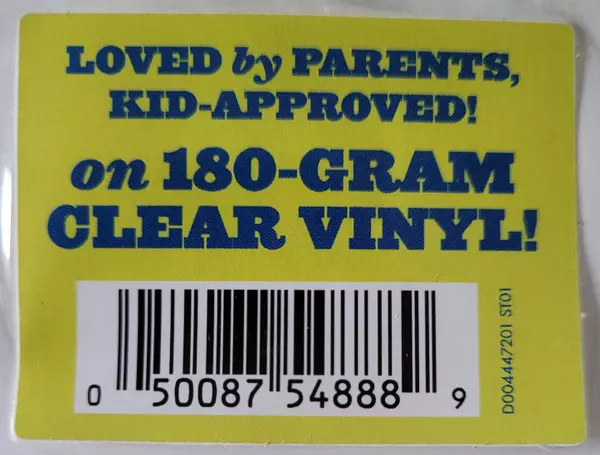 LOVED by PARENTS,
KID-APPROVED!
on 180-GRAM
CLEAR VINYL!
0 50087 54888 9
D004447201 ST01